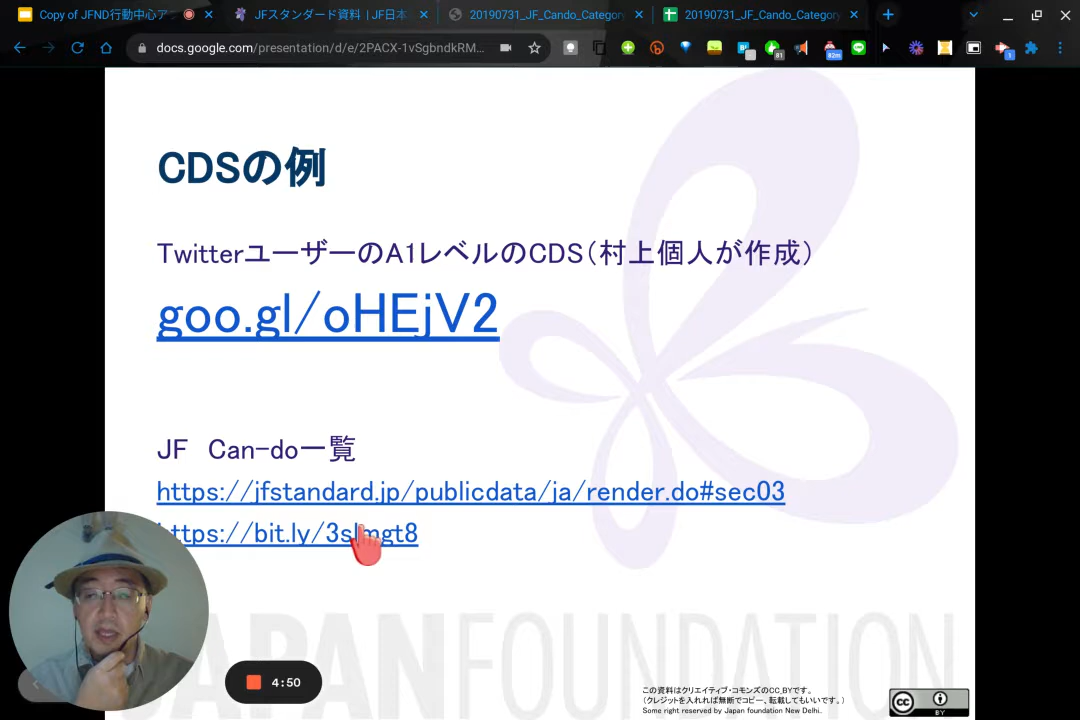 Copy of JFND行動中心ア
JFスタンダード資料 | JF日本
20190731_JF_Cando_Category
20190731_JF_Cando_Category
docs.google.com/presentation/d/e/2PACX-1vSgbndkRM...
CDSの例
TwitterユーザーのA1レベルのCDS（村上個人が作成）
goo.gl/oHEjV2
JF　Can-do一覧
https://jfstandard.jp/publicdata/ja/render.do#sec03
https://bit.ly/3slmgt8
JAPANFOUNDATION
4:50
この資料はクリエイティブ・コモンズのCC_BYです。
（クレジットを入れれば無断でコピー、転載してもいいです。）
Some right reserved by Japan foundation New Delhi.
cc
BY